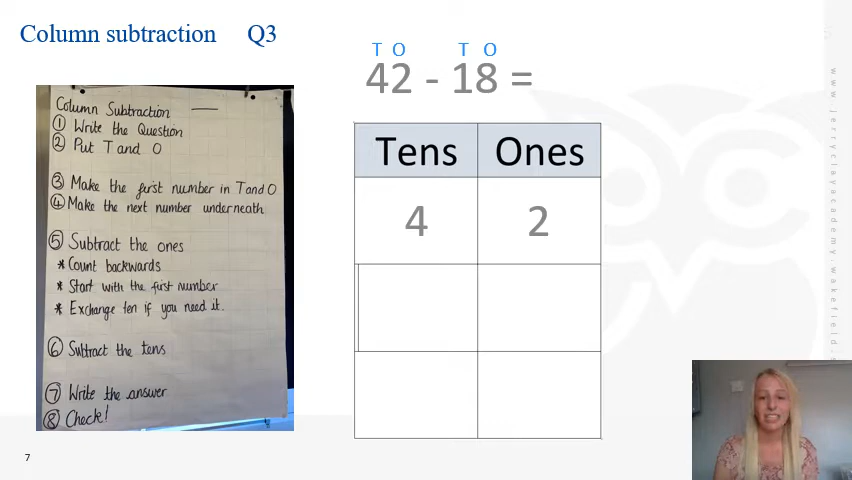 Column subtraction Q3
T O T O
42 - 18 =
Column Subtraction
① Write the Question
② Put T and O
③ Make the first number in T and O
④ Make the next number underneath
⑤ Subtract the ones
* Count backwards
* Start with the first number
* Exchange ten if you need it.
⑥ Subtract the tens
⑦ Write the answer
⑧ Check!
Tens Ones
4 2
www.jerryclayacademy.wakefield.s
7